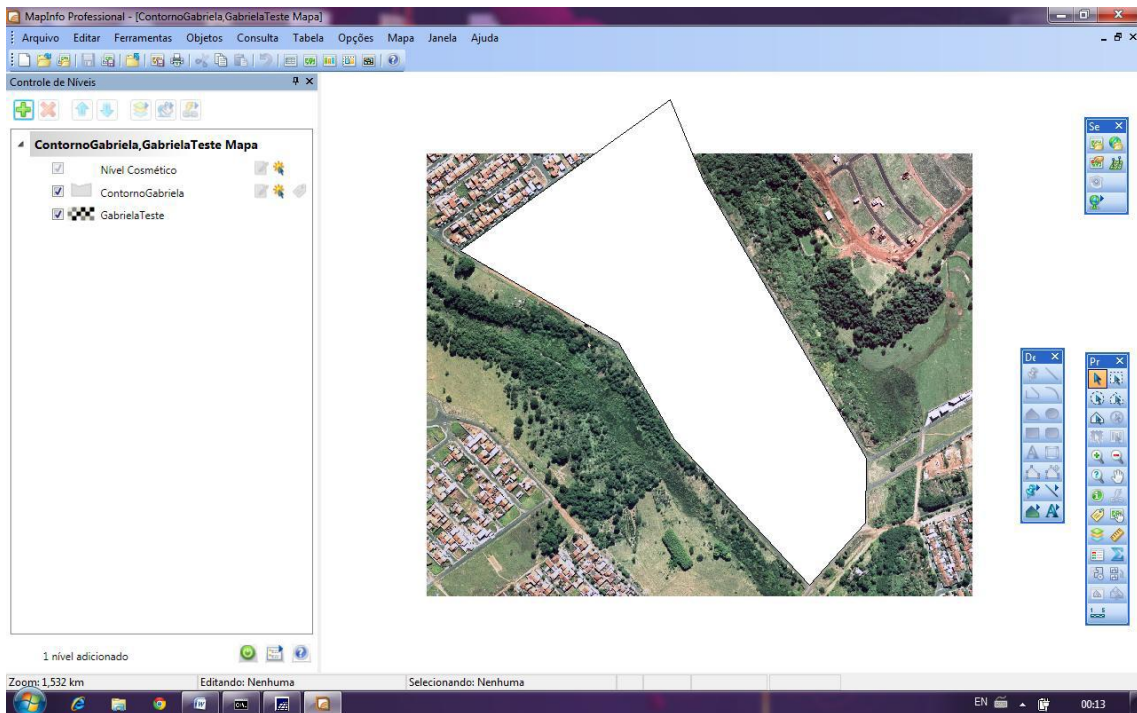 MapInfo Professional - [ContornoGabriela,GabrielaTeste Mapa]
Arquivo Editar Ferramentas Objetos Consulta Tabela Opções Mapa Janela Ajuda
Controle de Níveis
ContornoGabriela,GabrielaTeste Mapa
Nível Cosmético
ContornoGabriela
GabrielaTeste
Se
De
Pr
1 nível adicionado
Zoom: 1,532 km Editando: Nenhuma Selecionando: Nenhuma
EN 00:13